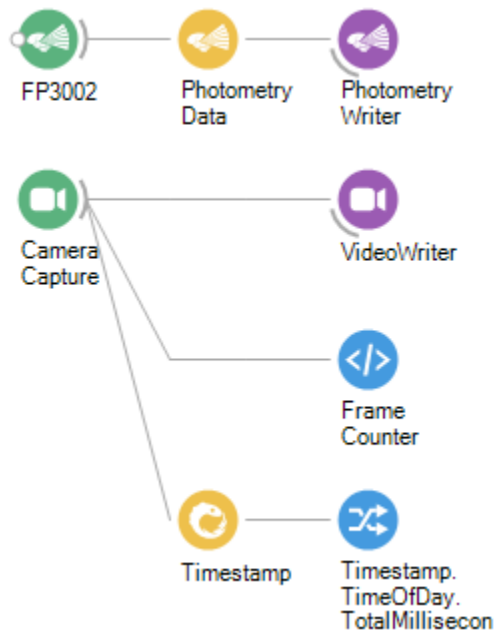 FP3002
Photometry
Data
Photometry
Writer
Camera
Capture
VideoWriter
</>
Frame
Counter
Timestamp
Timestamp.
TimeOfDay.
TotalMillisecon